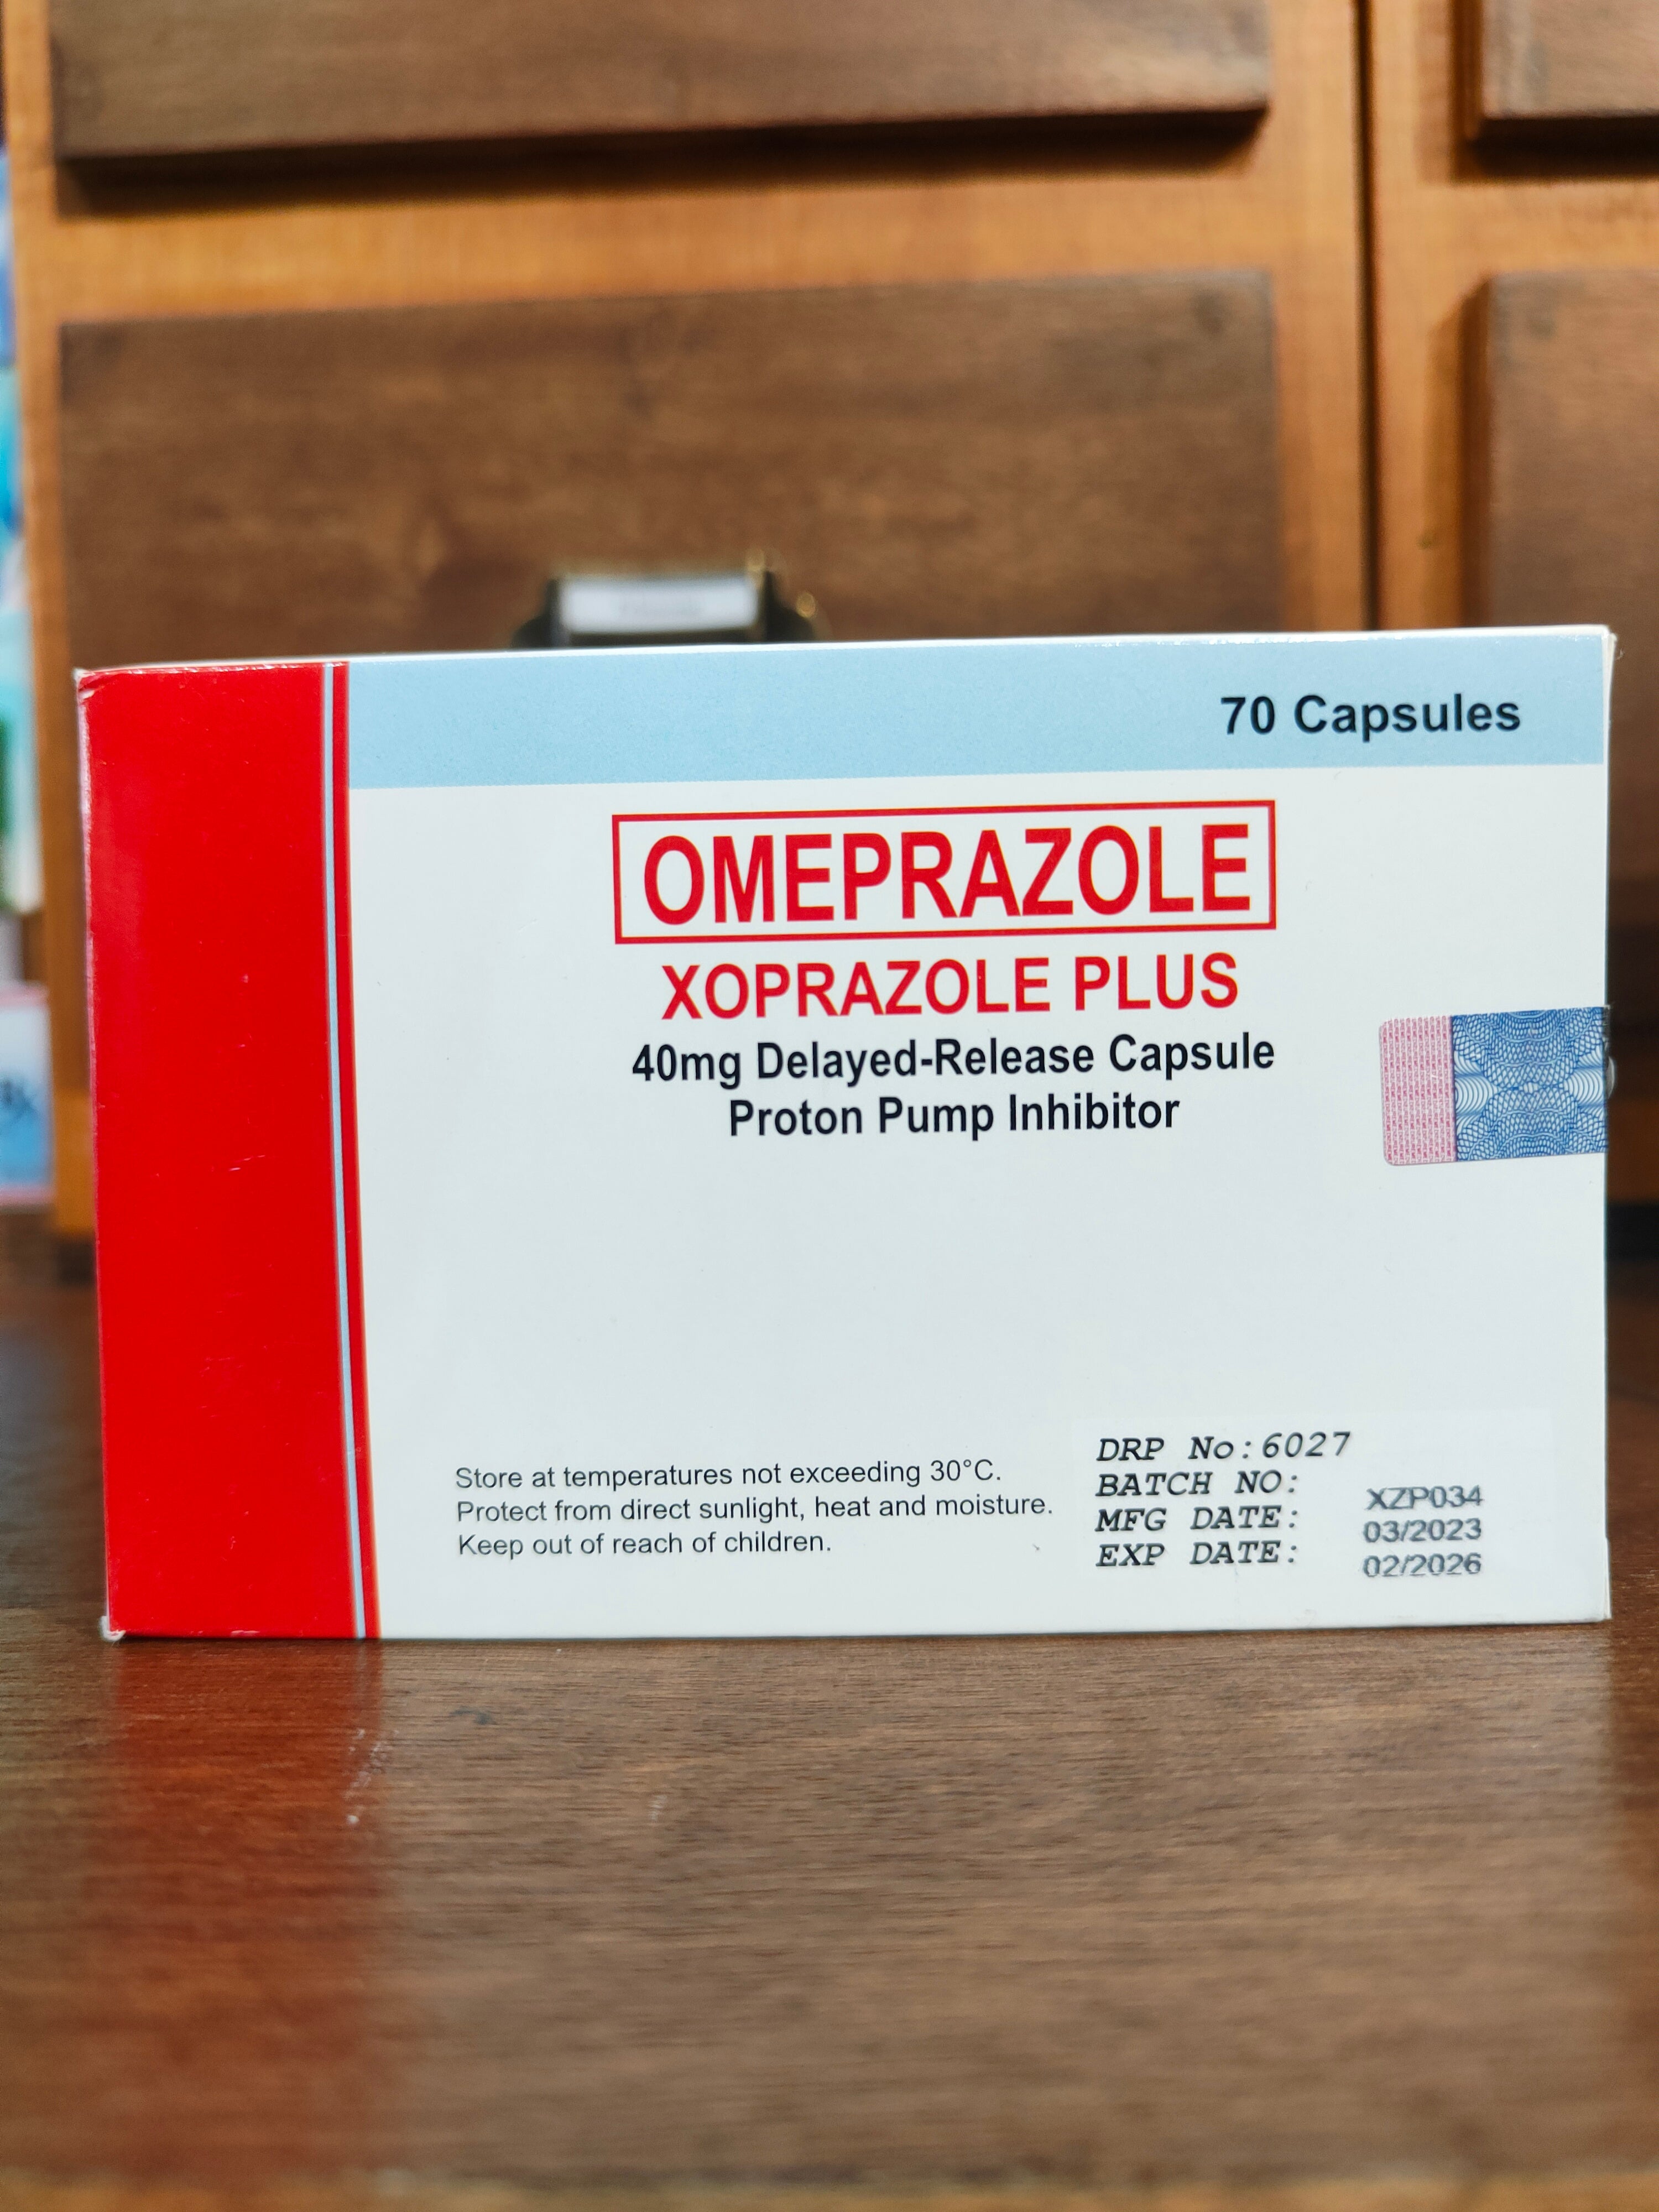 70 Capsules
OMEPRAZOLE
XOPRAZOLE PLUS
40mg Delayed-Release Capsule
Proton Pump Inhibitor
Store at temperatures not exceeding 30°C.
Protect from direct sunlight, heat and moisture.
Keep out of reach of children.
DRP No:6027
BATCH NO: XZP034
MFG DATE: 03/2023
EXP DATE: 02/2026